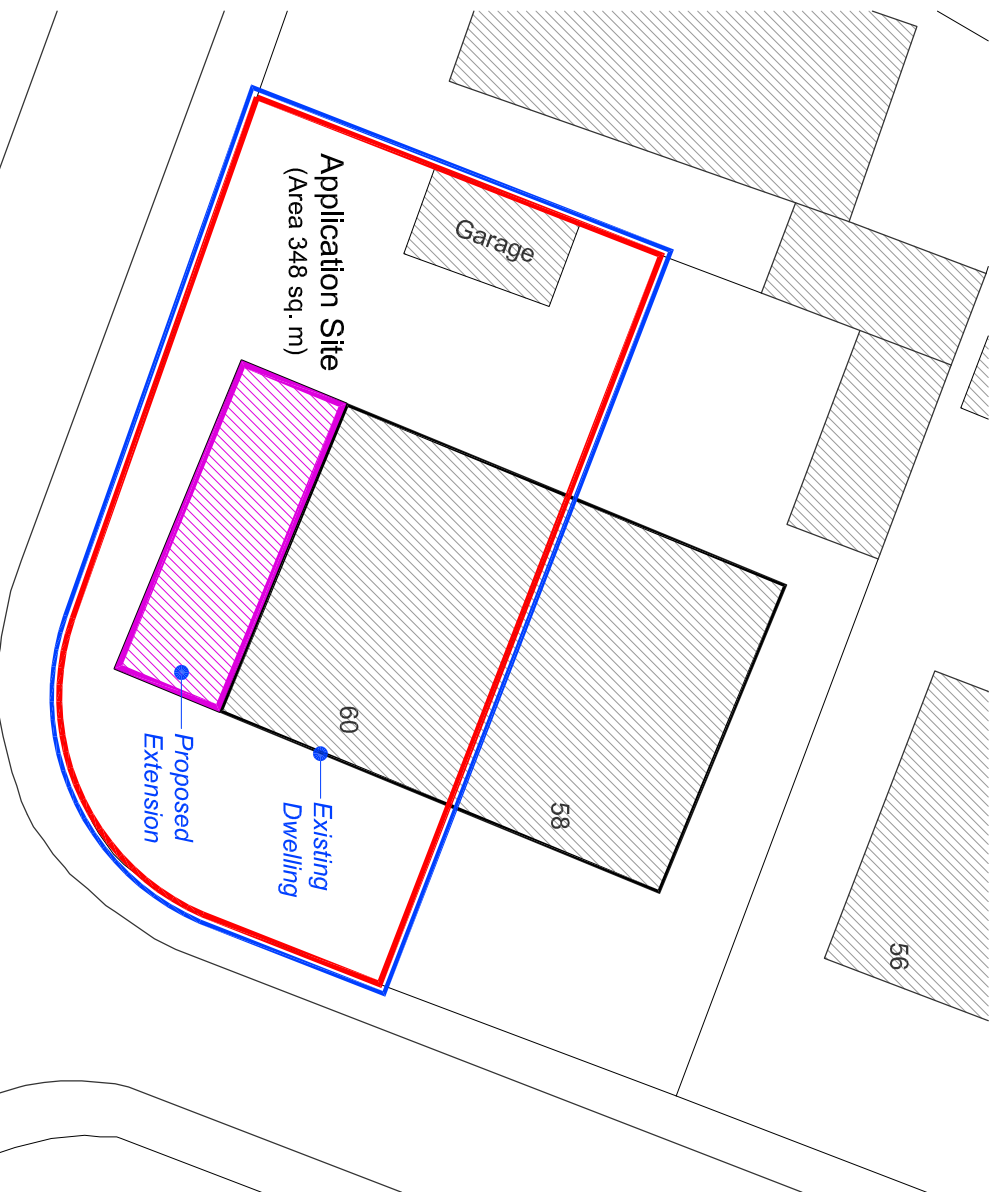 Application Site
(Area 348 sq. m)
Garage
60
58
56
Proposed
Extension
Existing
Dwelling